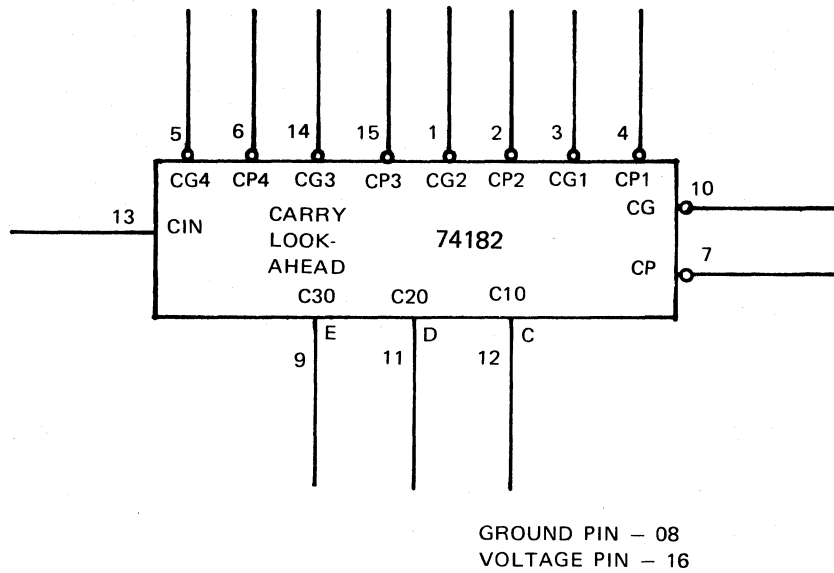 5 6 14 15 1 2 3 4
CG4 CP4 CG3 CP3 CG2 CP2 CG1 CP1
10
CG
13 CIN CARRY
LOOK- 74182
AHEAD
7
CP
C30 C20 C10
E D C
9 11 12
GROUND PIN – 08
VOLTAGE PIN – 16